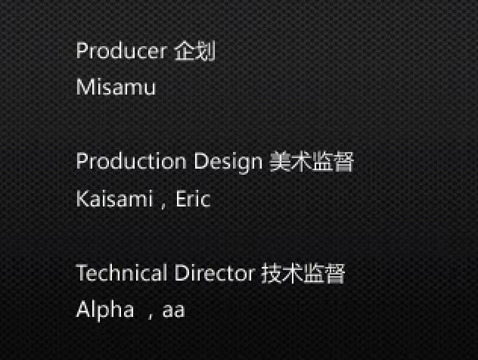 Producer 企划
Misamu
Production Design 美术监督
Kaisami , Eric
Technical Director 技术监督
Alpha , aa